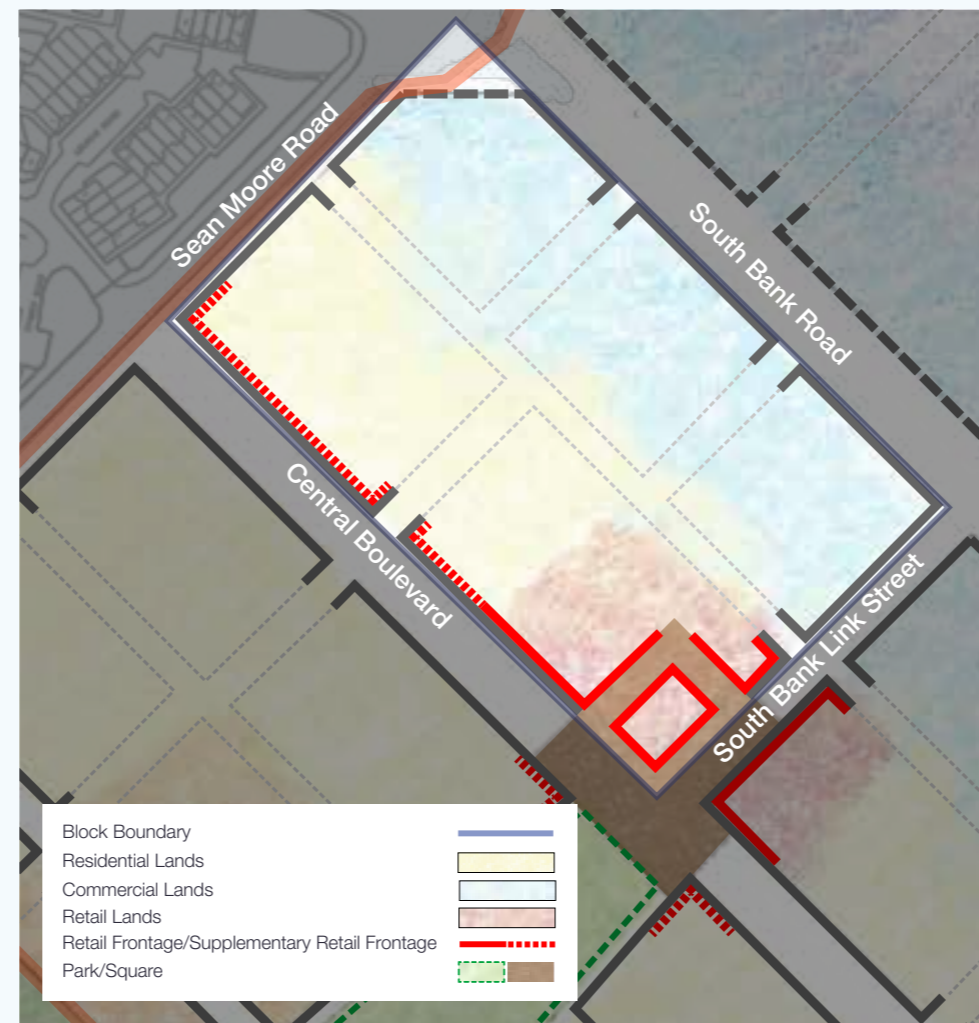 Sean Moore Road
South Bank Road
Central Boulevard
South Bank Link Street
Block Boundary
Residential Lands
Commercial Lands
Retail Lands
Retail Frontage/Supplementary Retail Frontage
Park/Square